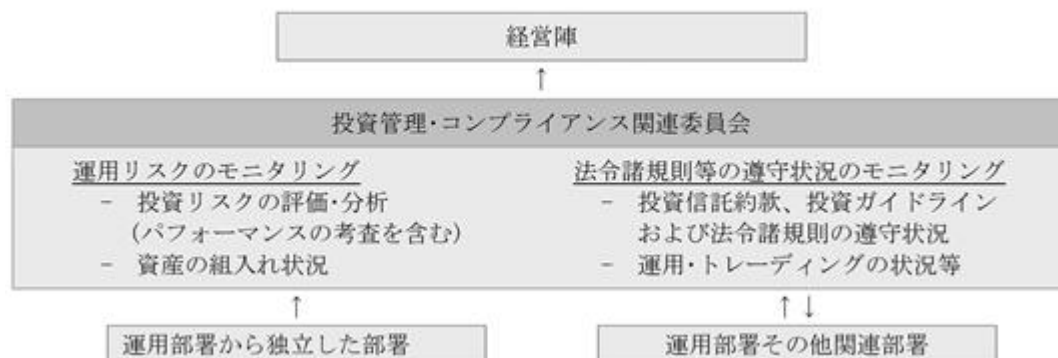 経営陣
↑
投資管理・コンプライアンス関連委員会
運用リスクのモニタリング
− 投資リスクの評価・分析
(パフォーマンスの考査を含む)
− 資産の組入れ状況
法令諸規則等の遵守状況のモニタリング
− 投資信託約款、投資ガイドライン
および法令諸規則の遵守状況
− 運用・トレーディングの状況等
↑
↑↓
運用部署から独立した部署
運用部署その他関連部署